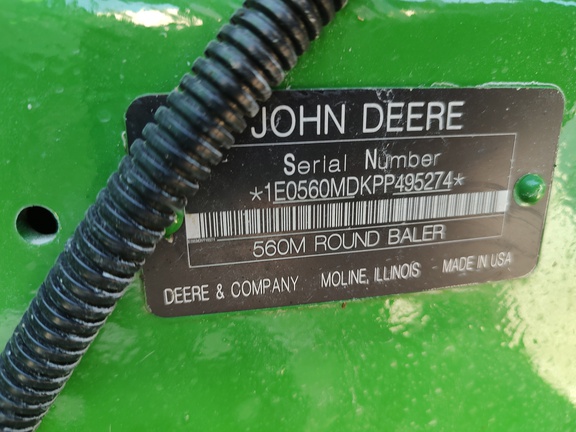 JOHN DEERE
Serial Number
*1E0560MDKPP495274*
560M ROUND BALER
DEERE & COMPANY MOLINE, ILLINOIS MADE IN USA